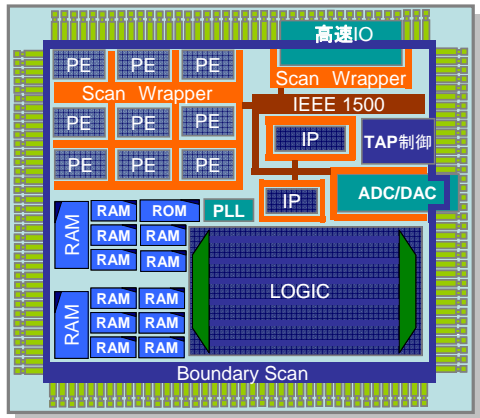 高速IO
PE PE PE
Scan Wrapper
Scan Wrapper
IEEE 1500
PE PE PE
IP
TAP制御
PE PE PE
ADC/DAC
IP
RAM
RAM ROM PLL
RAM RAM
RAM RAM
LOGIC
RAM
RAM RAM
RAM RAM
RAM RAM
Boundary Scan